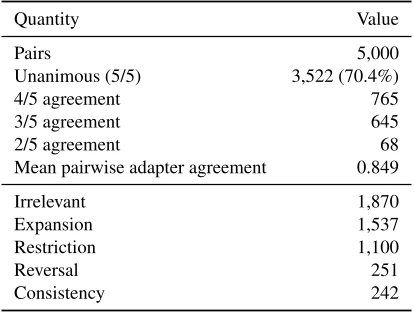 Quantity Value
Pairs 5,000
Unanimous (5/5) 3,522 (70.4%)
4/5 agreement 765
3/5 agreement 645
2/5 agreement 68
Mean pairwise adapter agreement 0.849
Irrelevant 1,870
Expansion 1,537
Restriction 1,100
Reversal 251
Consistency 242